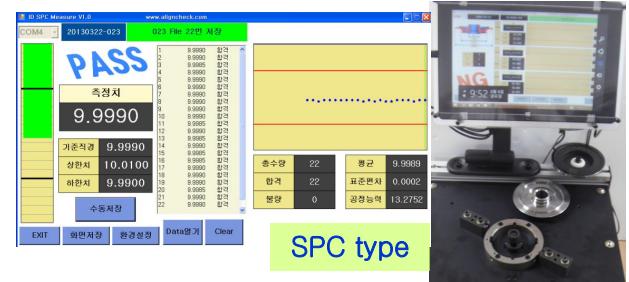 ID SPC Measure V1.0 www.aligncheck.com
COM4 20130322-023 023 File 22번 저장
PASS
측정치
9.9990
기준직경 9.9990
상한치 10.0100
하한치 9.9900
수동저장
EXIT 화면저장 환경설정 Data열기 Clear
1 9.9990 합격
2 9.9990 합격
3 9.9985 합격
4 9.9990 합격
5 9.9990 합격
6 9.9990 합격
7 9.9990 합격
8 9.9990 합격
9 9.9990 합격
10 9.9990 합격
11 9.9985 합격
12 9.9990 합격
13 9.9990 합격
14 9.9990 합격
15 9.9990 합격
16 9.9985 합격
17 9.9990 합격
18 9.9990 합격
19 9.9990 합격
20 9.9985 합격
21 9.9990 합격
22 9.9990 합격
총수량 22 평균 9.9989
합격 22 표준편차 0.0002
불량 0 공정능력 13.2752
SPC type
NG
9:52